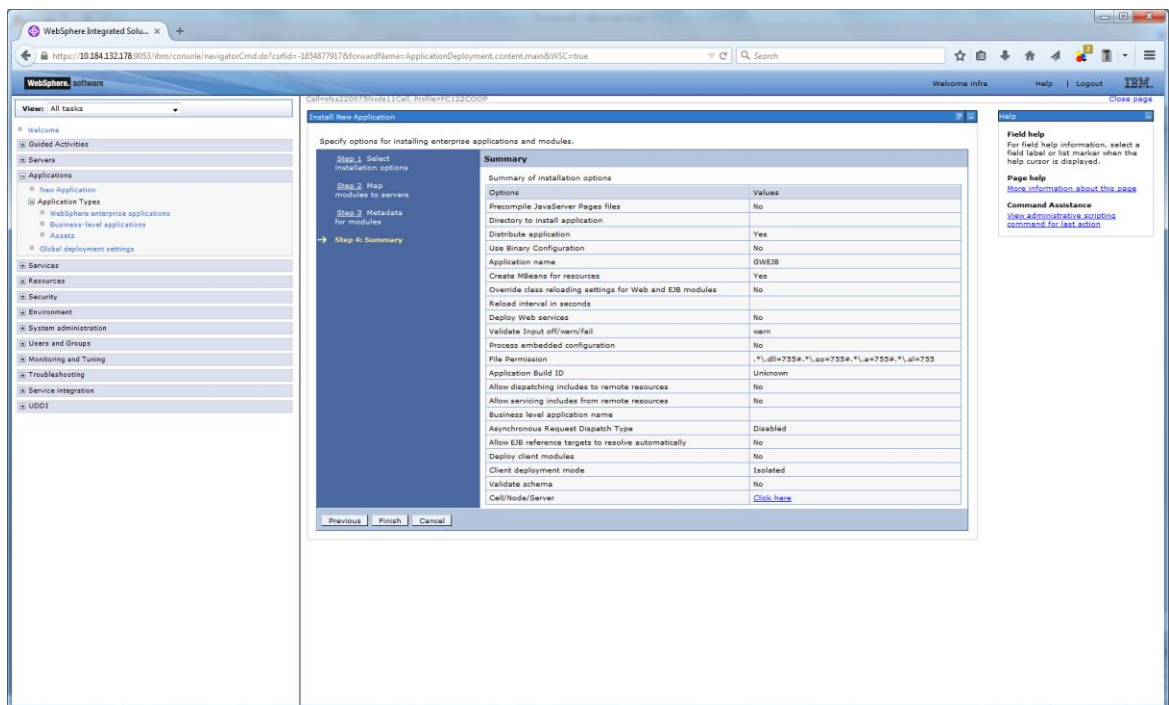 WebSphere Integrated Solu... × +
https://10.184.132.178:9053/ibm/console/navigatorCmd.do?csrfid=-1854877917&forwardName=ApplicationDeployment.content.main&WSC=true
Search
2
WebSphere. software
Welcome infra Help | Logout IBM.
View: All tasks
Welcome
Guided Activities
Servers
Applications
New Application
Application Types
WebSphere enterprise applications
Business-level applications
Assets
Global deployment settings
Services
Resources
Security
Environment
System administration
Users and Groups
Monitoring and Tuning
Troubleshooting
Service integration
UDDI
Profile=FC122COOP
Close page
Install New Application
Specify options for installing enterprise applications and modules.
Step 1 Select
installation options
Step 2 Map
modules to servers
Step 3 Metadata
for modules
Step 4: Summary
Summary
Summary of installation options
Options Values
Precompile JavaServer Pages files No
Directory to install application
Distribute application Yes
Use Binary Configuration No
Application name GWEJB
Create MBeans for resources Yes
Override class reloading settings for Web and EJB modules No
Reload interval in seconds
Deploy Web services No
Validate Input off/warn/fail warn
Process embedded configuration No
File Permission .*\.dll=755#.*\.so=755#.*\.a=755#.*\.sl=755
Application Build ID Unknown
Allow dispatching includes to remote resources No
Allow servicing includes from remote resources No
Business level application name
Asynchronous Request Dispatch Type Disabled
Allow EJB reference targets to resolve automatically No
Deploy client modules No
Client deployment mode Isolated
Validate schema No
Cell/Node/Server Click here
Previous Finish Cancel
Help
Field help
For field help information, select a
field label or list marker when the
help cursor is displayed.
Page help
More information about this page
Command Assistance
View administrative scripting
command for last action